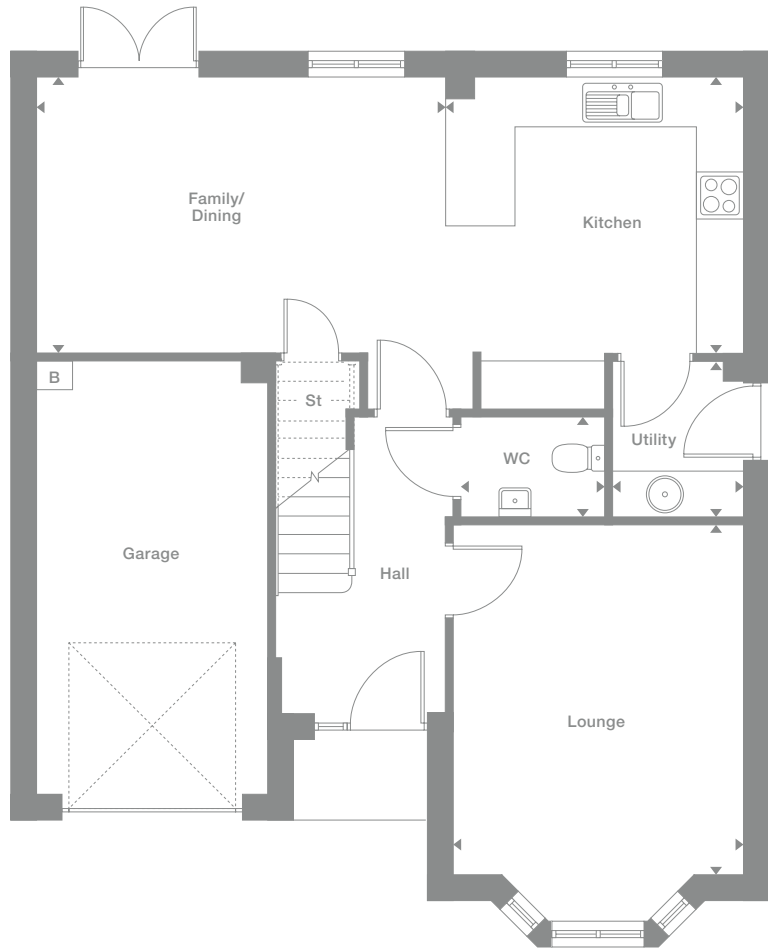 Family/
Dining
Kitchen
B
St
Utility
WC
Garage
Hall
Lounge